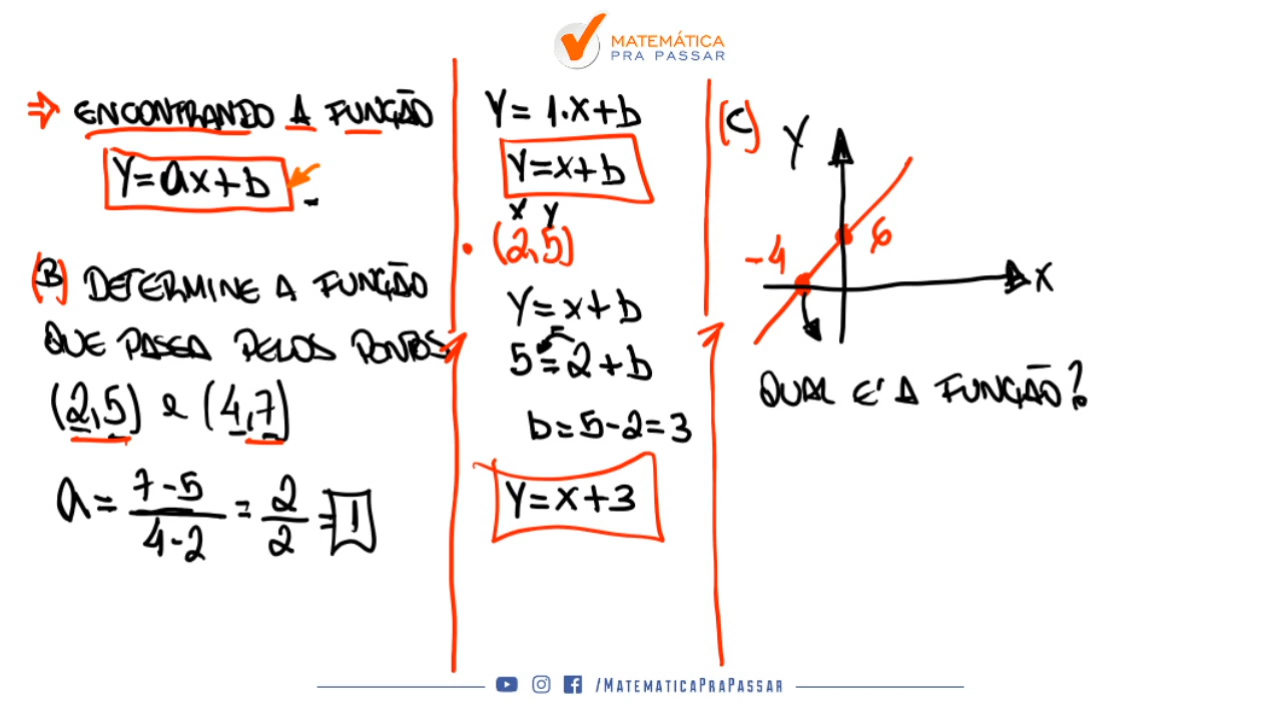 MATEMÁTICA
PRA PASSAR
⇒ ENCONTRANDO A FUNÇÃO
Y=ax+b
(B) DETERMINE A FUNÇÃO
QUE PASSA PELOS PONTOS
(2,5) e (4,7)
a = 7-5/4-2 = 2/2 = 1
Y=1.x+b
Y=x+b
x y
• (2,5)
Y=x+b
5=2+b
b=5-2=3
Y=x+3
(C)
Y
6
-4
X
QUAL É A FUNÇÃO?
/MATEMATICAPRAPASSAR